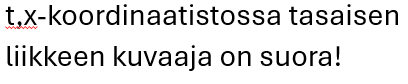 t,x-koordinaatistossa tasaisen
liikkeen kuvaaja on suora!